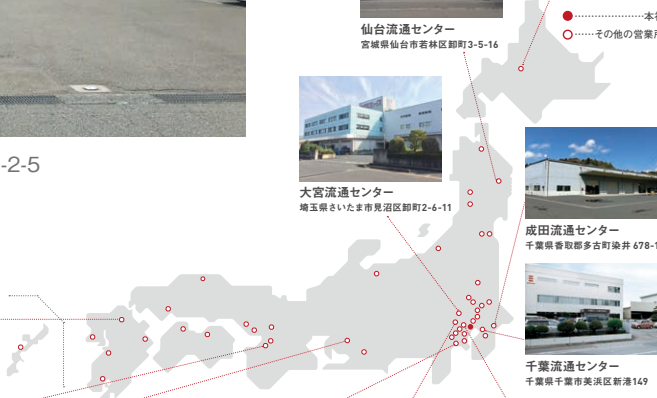 仙台流通センター
宮城県仙台市若林区卸町3-5-16
本社
その他の営業所
-2-5
大宮流通センター
埼玉県さいたま市見沼区卸町2-6-11
成田流通センター
千葉県香取郡多古町染井 678-1
千葉流通センター
千葉県千葉市美浜区新港149